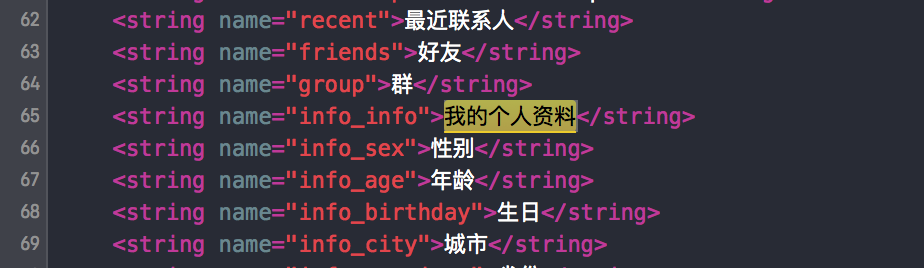 62 <string name="recent">最近联系人</string>
63 <string name="friends">好友</string>
64 <string name="group">群</string>
65 <string name="info_info">我的个人资料</string>
66 <string name="info_sex">性别</string>
67 <string name="info_age">年龄</string>
68 <string name="info_birthday">生日</string>
69 <string name="info_city">城市</string>